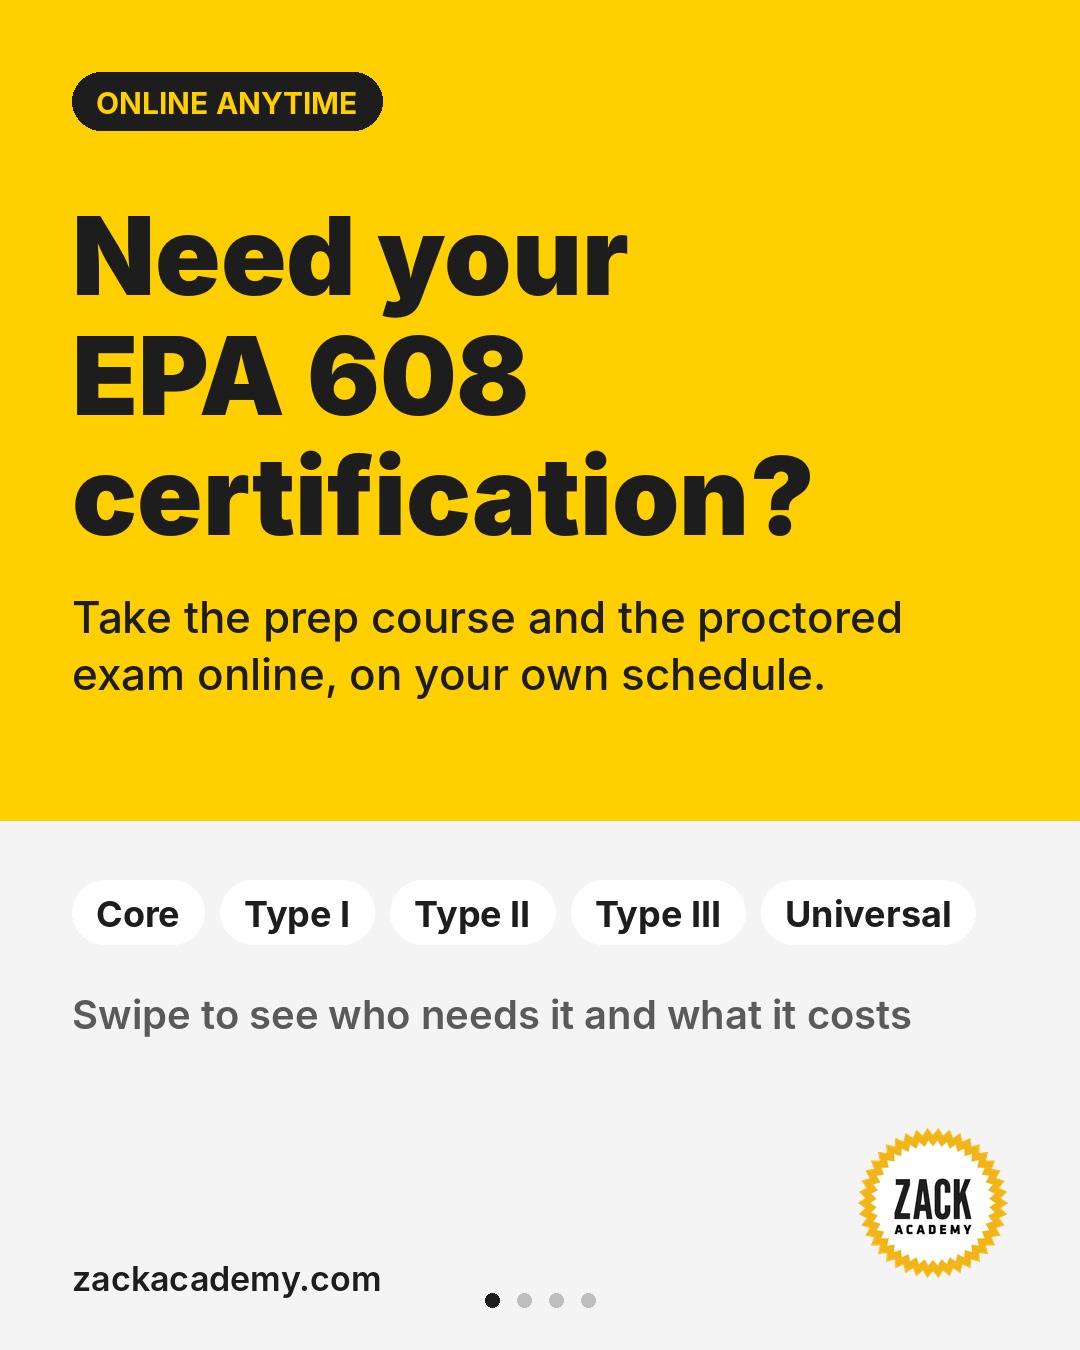 ONLINE ANYTIME
Need your
EPA 608
certification?
Take the prep course and the proctored
exam online, on your own schedule.
Core Type I Type II Type III Universal
Swipe to see who needs it and what it costs
ZACK
ACADEMY
zackacademy.com